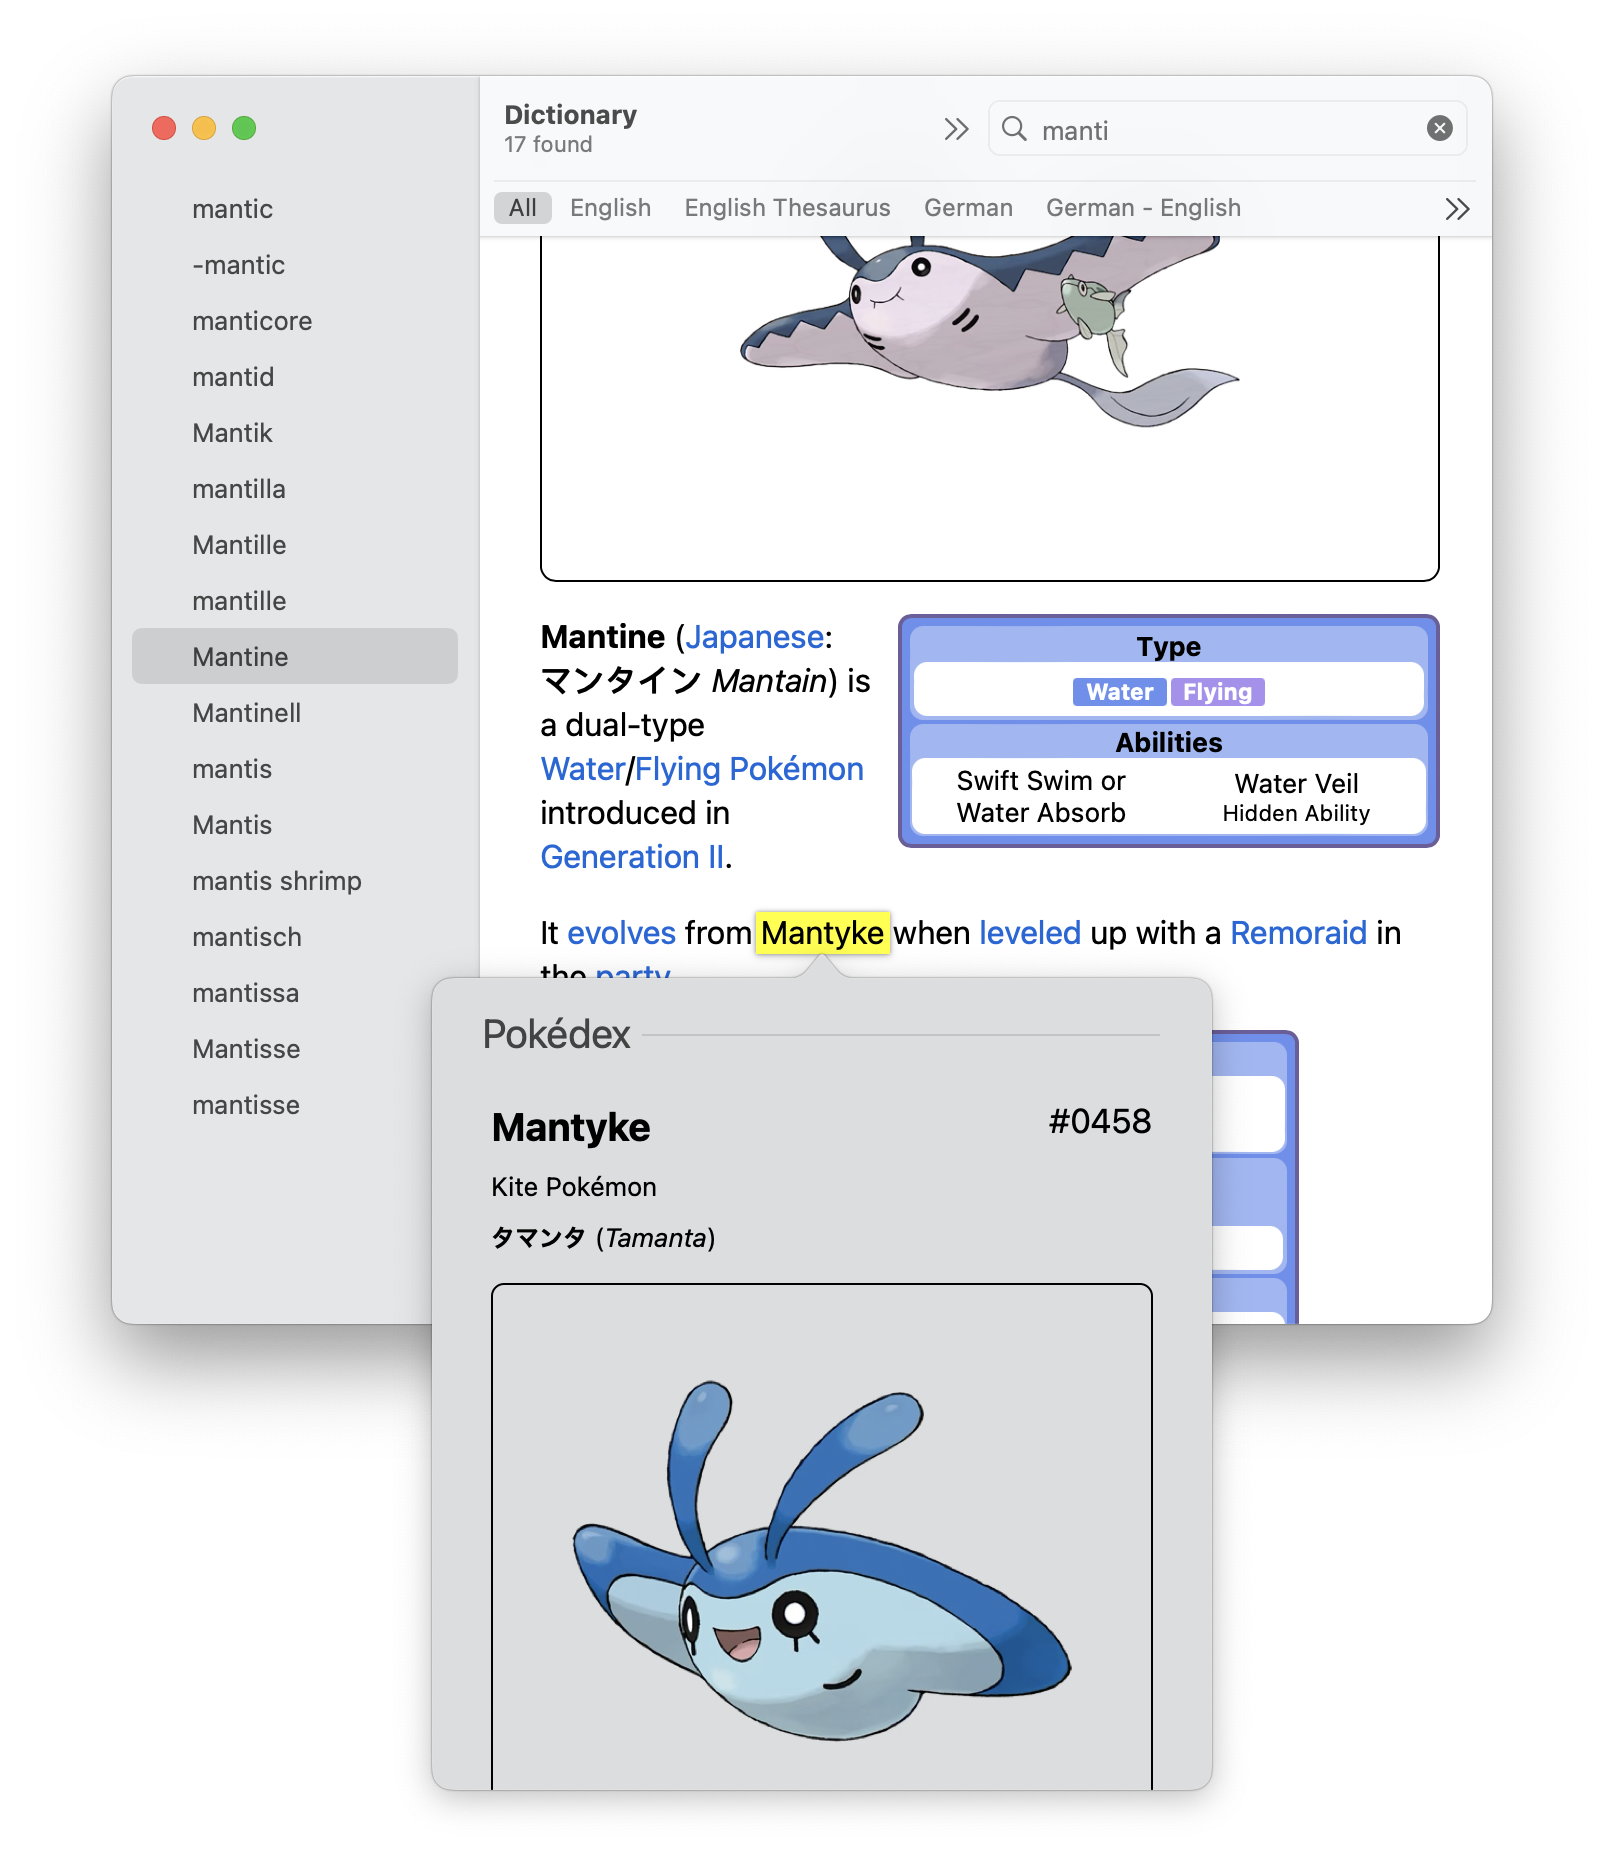 Dictionary
17 found
manti
All English English Thesaurus German German - English
mantic
-mantic
manticore
mantid
Mantik
mantilla
Mantille
mantille
Mantine
Mantinell
mantis
Mantis
mantis shrimp
mantisch
mantissa
Mantisse
mantisse
Mantine (Japanese:
マンタイン Mantain) is
a dual-type
Water/Flying Pokémon
introduced in
Generation II.
Type
Water Flying
Abilities
Swift Swim or
Water Absorb
Water Veil
Hidden Ability
It evolves from Mantyke when leveled up with a Remoraid in
the party
Pokédex
Mantyke
#0458
Kite Pokémon
タマンタ (Tamanta)